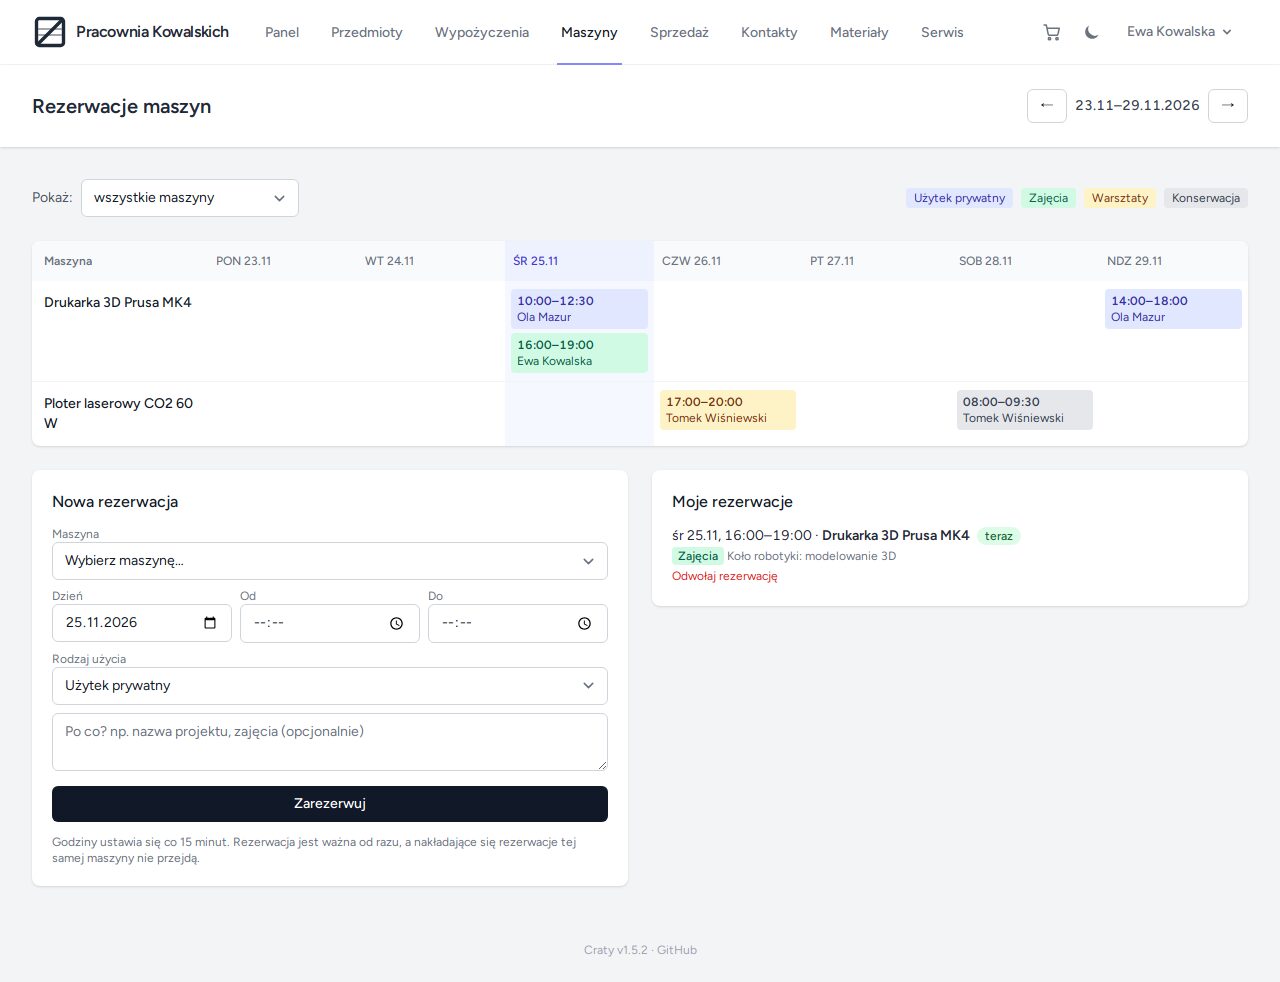 Pracownia Kowalskich
Panel
Przedmioty
Wypożyczenia
Maszyny
Sprzedaż
Kontakty
Materiały
Serwis
Ewa Kowalska
Rezerwacje maszyn
←
23.11–29.11.2026
→
Pokaż:
wszystkie maszyny
Użytek prywatny
Zajęcia
Warsztaty
Konserwacja
Maszyna
PON 23.11
WT 24.11
ŚR 25.11
CZW 26.11
PT 27.11
SOB 28.11
NDZ 29.11
Drukarka 3D Prusa MK4
10:00–12:30
Ola Mazur
16:00–19:00
Ewa Kowalska
14:00–18:00
Ola Mazur
Ploter laserowy CO2 60
W
17:00–20:00
Tomek Wiśniewski
08:00–09:30
Tomek Wiśniewski
Nowa rezerwacja
Maszyna
Wybierz maszynę...
Dzień
Od
Do
25.11.2026
--:--
--:--
Rodzaj użycia
Użytek prywatny
Po co? np. nazwa projektu, zajęcia (opcjonalnie)
Zarezerwuj
Godziny ustawia się co 15 minut. Rezerwacja jest ważna od razu, a nakładające się rezerwacje tej
samej maszyny nie przejdą.
Moje rezerwacje
śr 25.11, 16:00–19:00 · Drukarka 3D Prusa MK4 teraz
Zajęcia Koło robotyki: modelowanie 3D
Odwołaj rezerwację
Craty v1.5.2 · GitHub